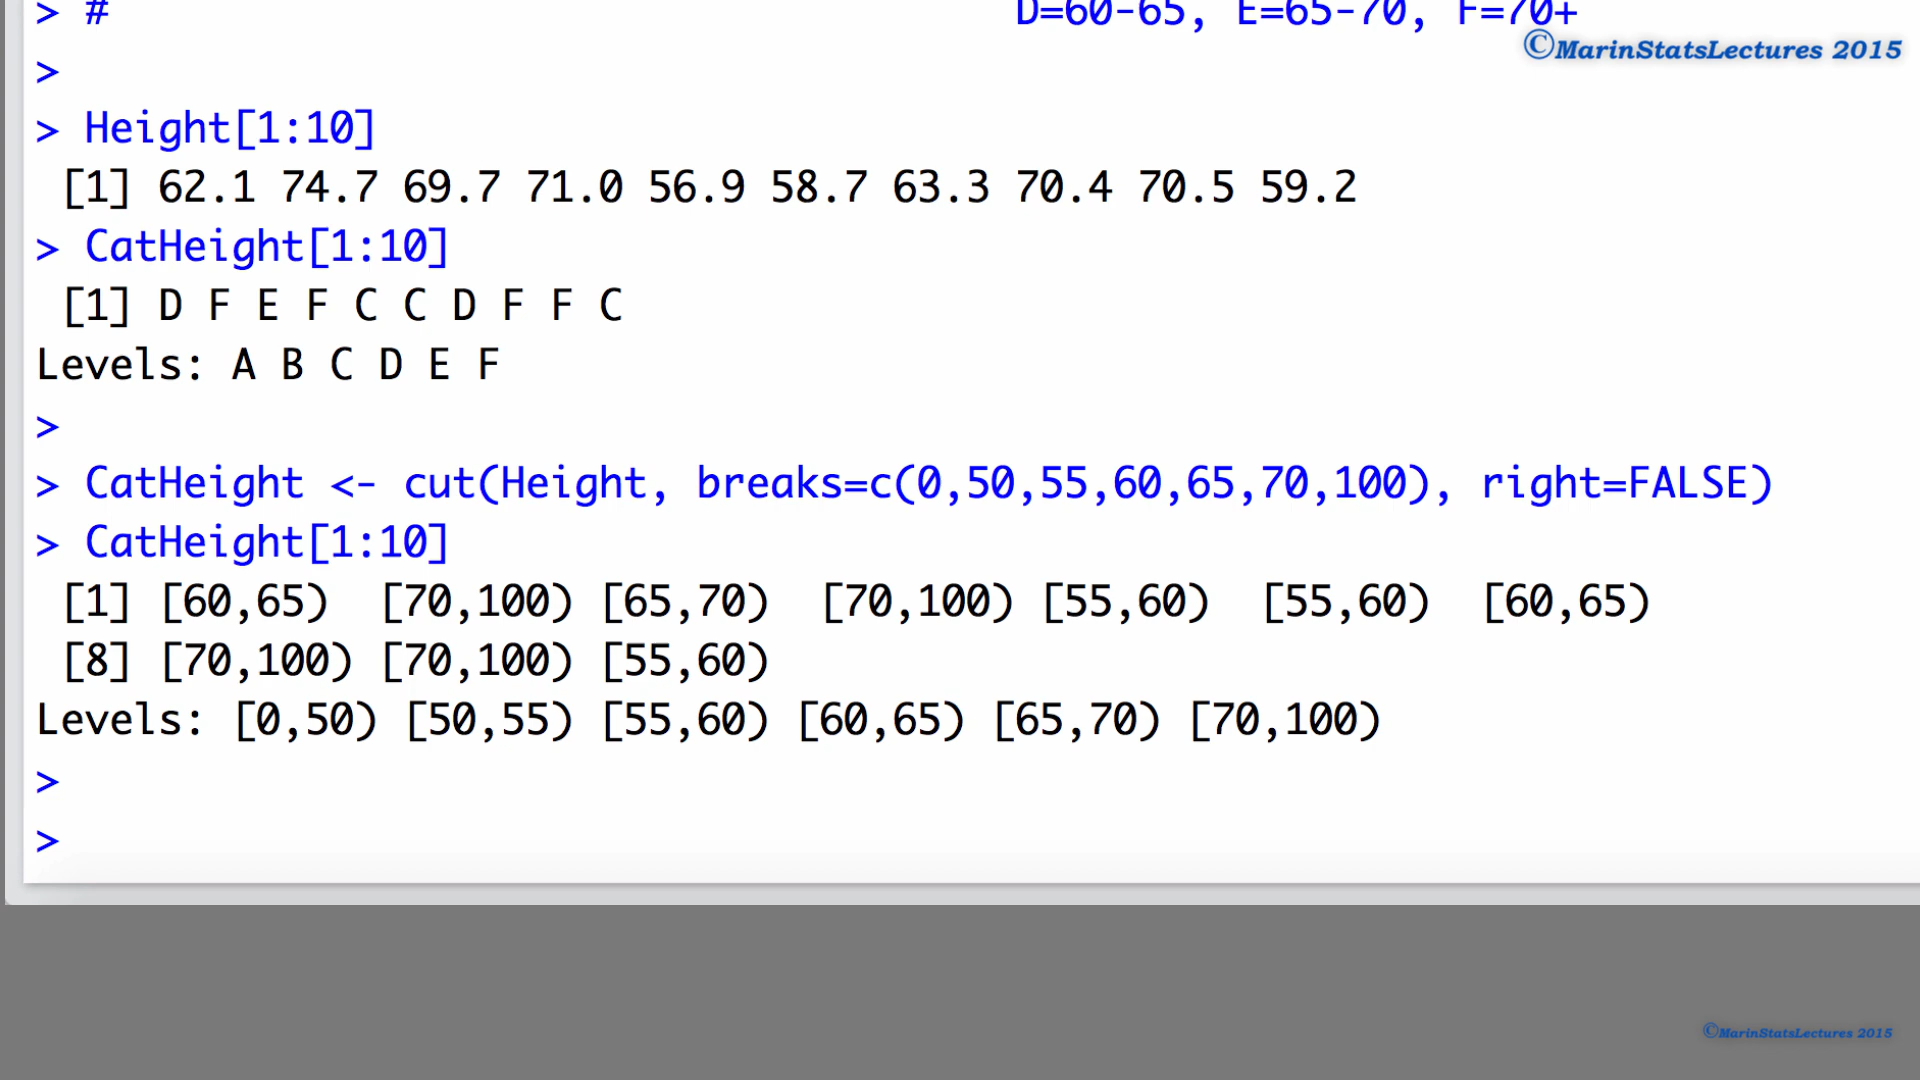 > # D=60-65, E=65-70, F=70+
©MarinStatsLectures 2015
>
> Height[1:10]
[1] 62.1 74.7 69.7 71.0 56.9 58.7 63.3 70.4 70.5 59.2
> CatHeight[1:10]
[1] D F E F C C D F F C
Levels: A B C D E F
>
> CatHeight <- cut(Height, breaks=c(0,50,55,60,65,70,100), right=FALSE)
> CatHeight[1:10]
[1] [60,65) [70,100) [65,70) [70,100) [55,60) [55,60) [60,65)
[8] [70,100) [70,100) [55,60)
Levels: [0,50) [50,55) [55,60) [60,65) [65,70) [70,100)
>
>
©MarinStatsLectures 2015